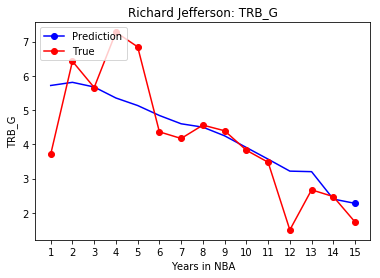 Richard Jefferson: TRB_G
Prediction
True
7
6
5
4
3
2
TRB_G
1 2 3 4 5 6 7 8 9 10 11 12 13 14 15
Years in NBA